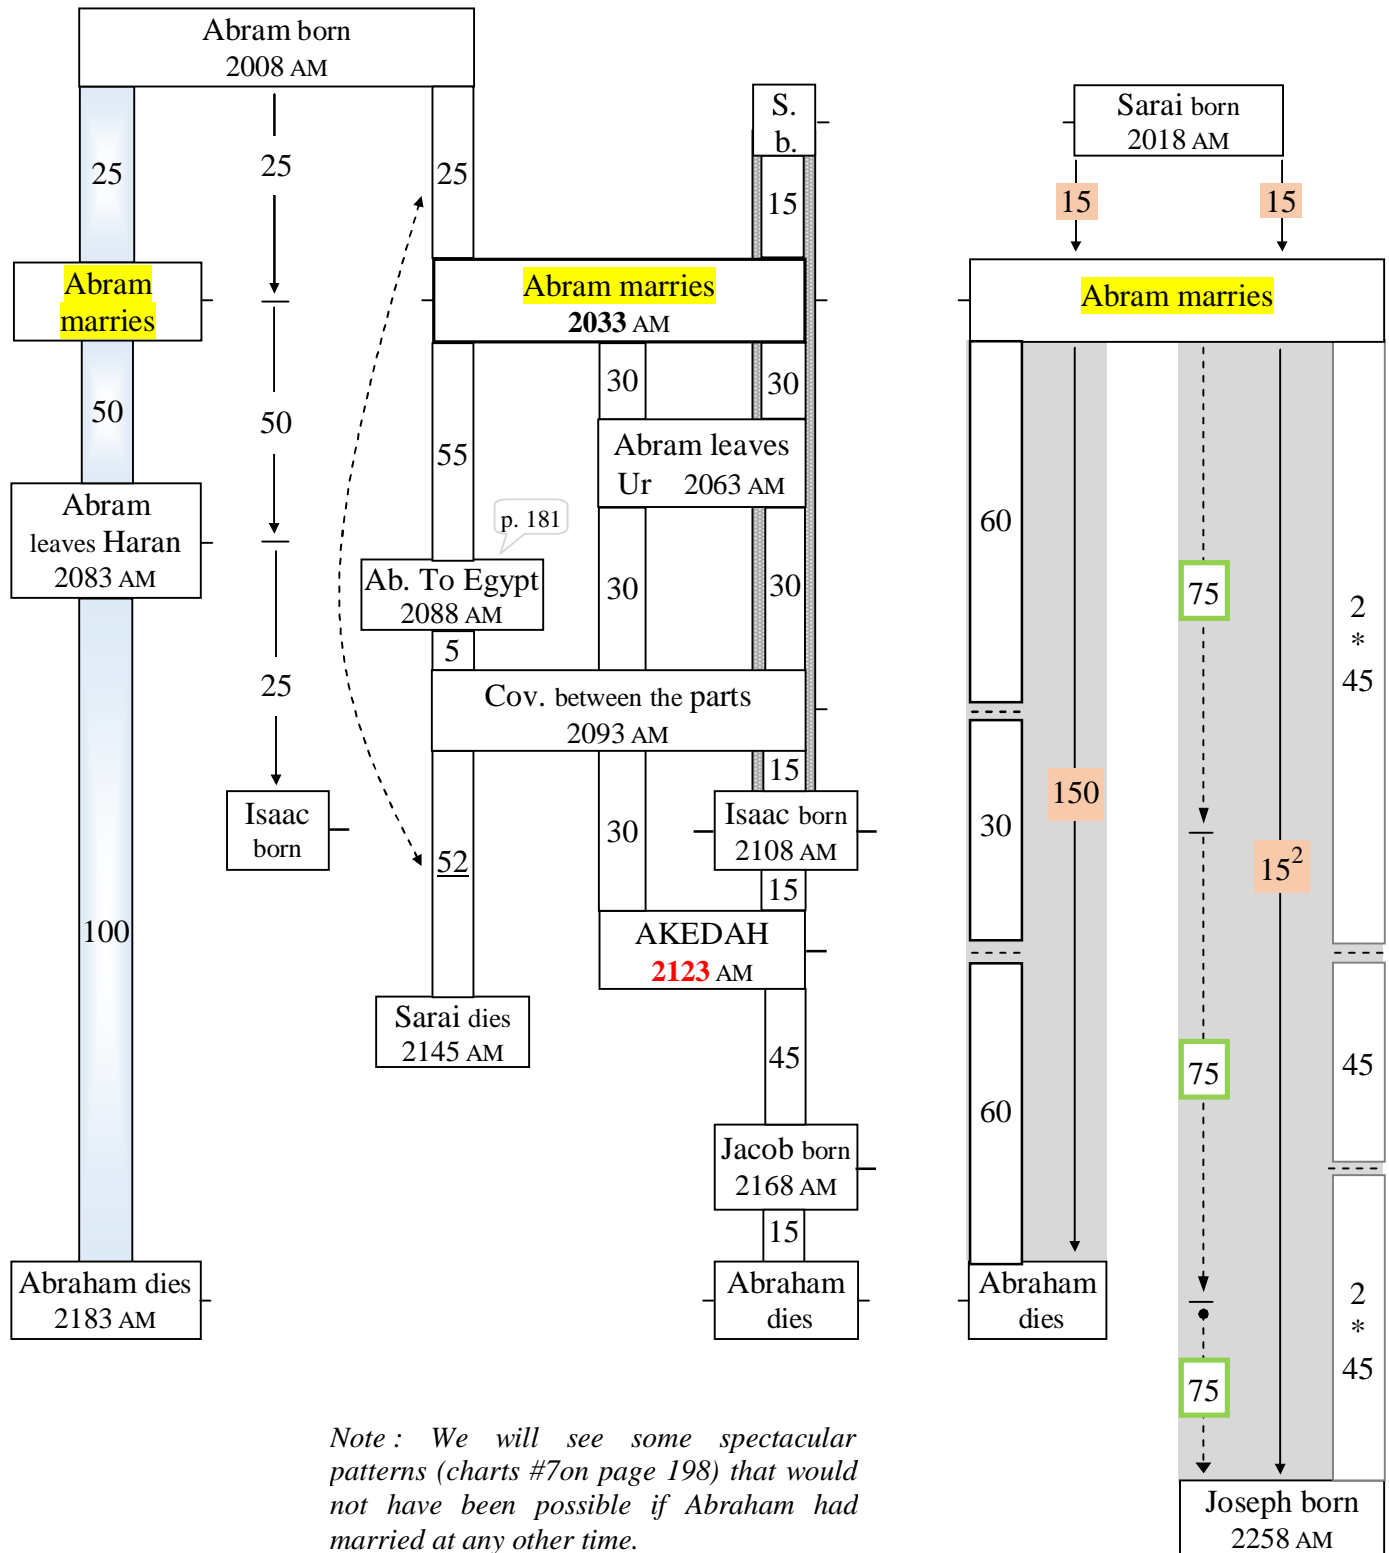 Abram born
2008 AM
S.
b.
Sarai born
2018 AM
25
25
25
15
15
15
Abram
marries
Abram marries
2033 AM
Abram marries
50
50
55
30
30
Abram leaves
Ur 2063 AM
60
Abram
leaves Haran
2083 AM
p. 181
Ab. To Egypt
2088 AM
30
30
75
2
*
45
5
25
Cov. between the parts
2093 AM
15
150
Isaac
born
52
30
Isaac born
2108 AM
30
15²
15
100
AKEDAH
2123 AM
Sarai dies
2145 AM
45
75
45
60
Jacob born
2168 AM
15
Abraham dies
2183 AM
Abraham
dies
Abraham
dies
2
*
45
75
Note : We will see some spectacular
patterns (charts #7on page 198) that would
not have been possible if Abraham had
married at any other time.
Joseph born
2258 AM